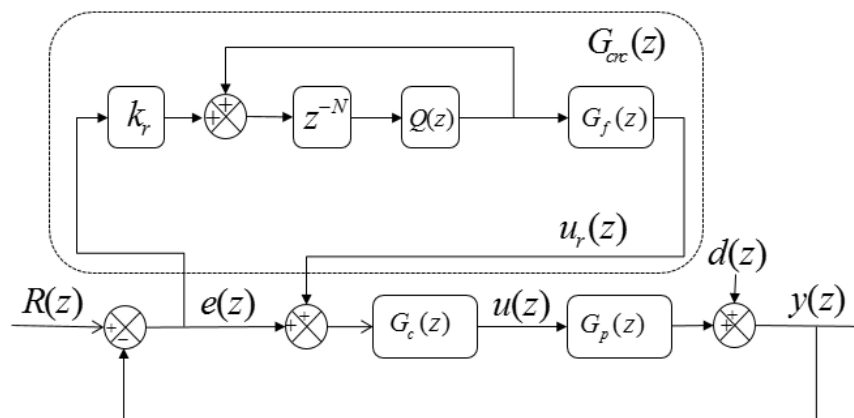 G_crc(z)
k_r
z^{-N}
Q(z)
G_f(z)
+
+
u_r(z)
d(z)
R(z)
e(z)
G_c(z)
u(z)
G_p(z)
y(z)
+
−
+
+
+
+